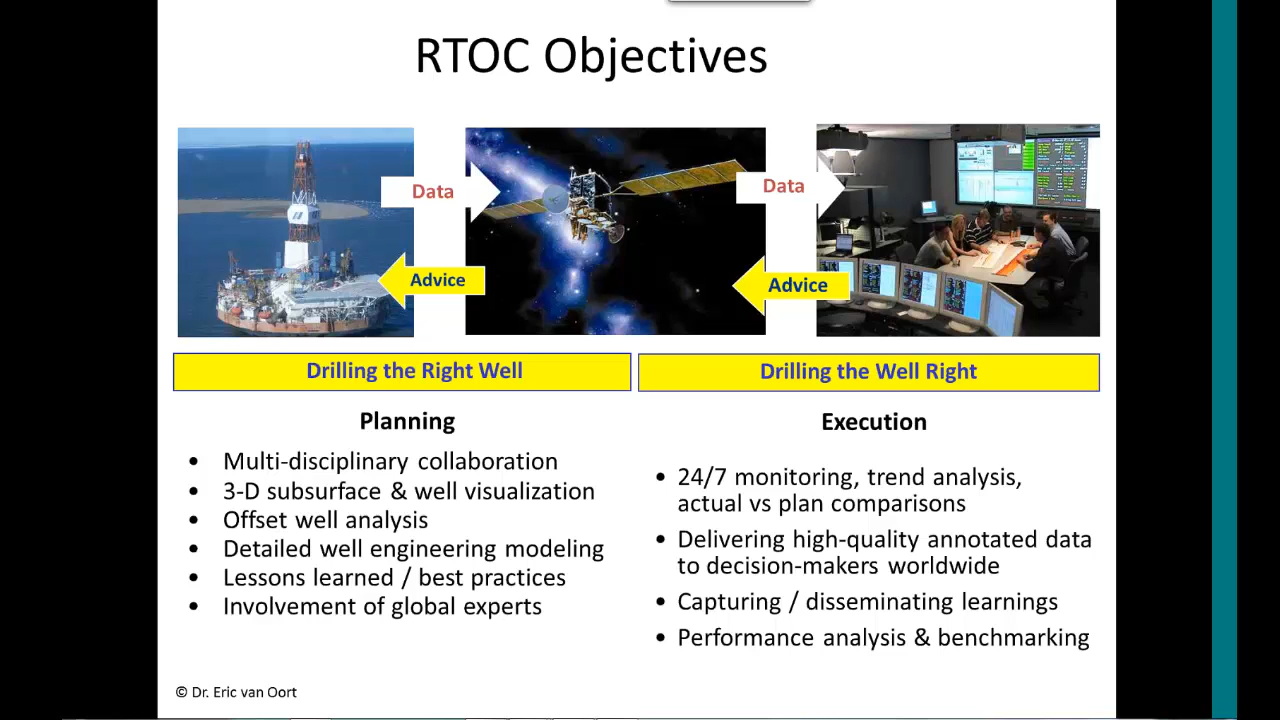 RTOC Objectives
Data
Data
Advice
Advice
Drilling the Right Well
Drilling the Well Right
Planning
• Multi-disciplinary collaboration
• 3-D subsurface & well visualization
• Offset well analysis
• Detailed well engineering modeling
• Lessons learned / best practices
• Involvement of global experts
Execution
• 24/7 monitoring, trend analysis,
actual vs plan comparisons
• Delivering high-quality annotated data
to decision-makers worldwide
• Capturing / disseminating learnings
• Performance analysis & benchmarking
© Dr. Eric van Oort